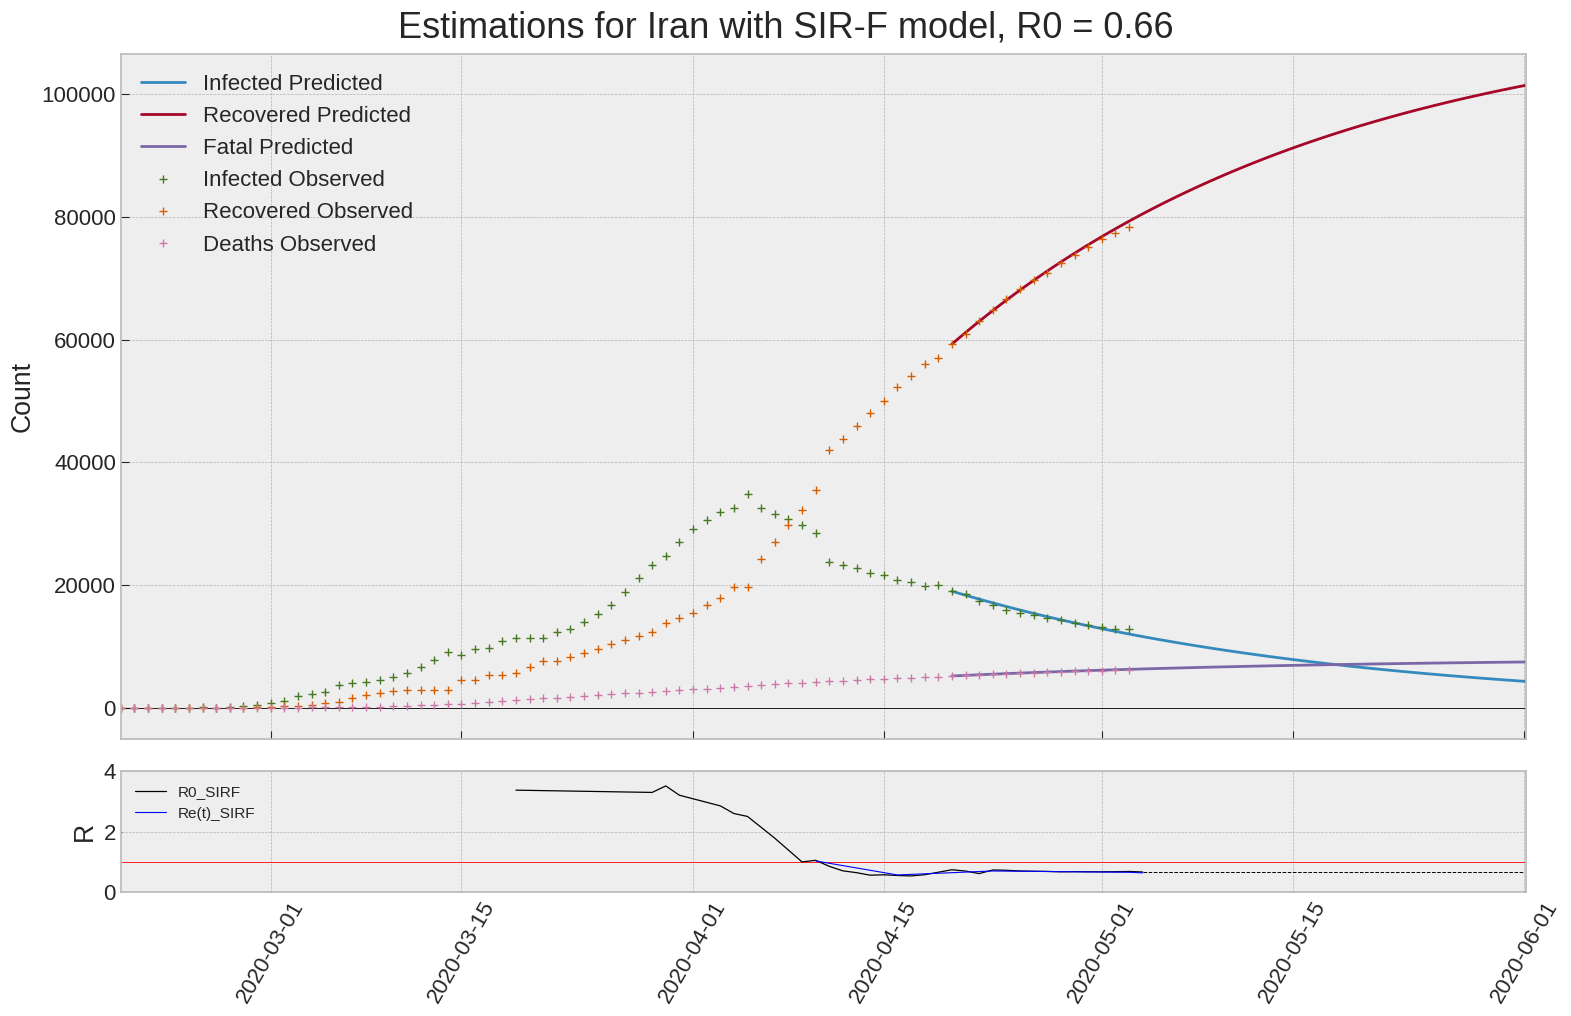 Estimations for Iran with SIR-F model, R0 = 0.66
Infected Predicted
Recovered Predicted
Fatal Predicted
Infected Observed
Recovered Observed
Deaths Observed
100000
80000
60000
40000
20000
0
Count
R0_SIRF
Re(t)_SIRF
4
2
0
R
2020-03-01
2020-03-15
2020-04-01
2020-04-15
2020-05-01
2020-05-15
2020-06-01